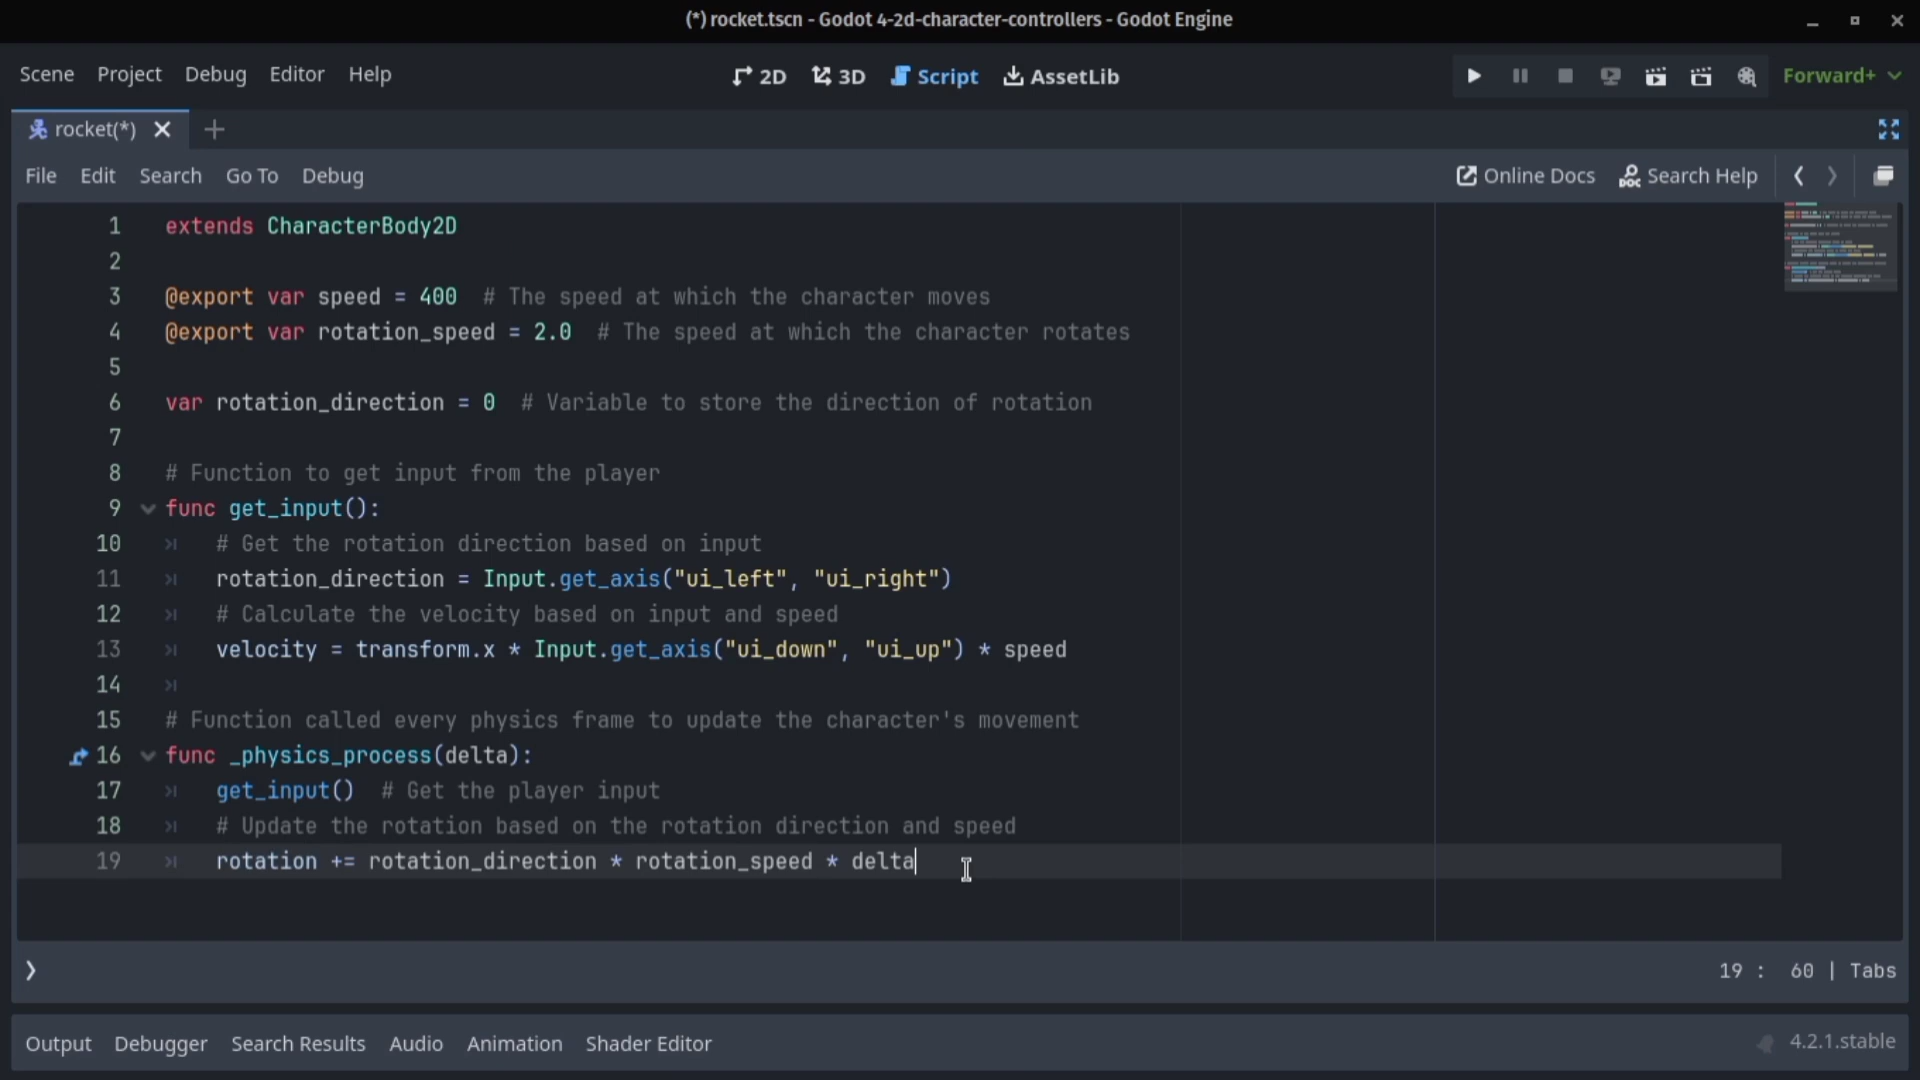 (*) rocket.tscn - Godot 4-2d-character-controllers - Godot Engine
Scene Project Debug Editor Help
2D 3D Script AssetLib
Forward+
rocket(*)
File Edit Search Go To Debug
Online Docs Search Help
1 extends CharacterBody2D
2
3 @export var speed = 400  # The speed at which the character moves
4 @export var rotation_speed = 2.0  # The speed at which the character rotates
5
6 var rotation_direction = 0  # Variable to store the direction of rotation
7
8 # Function to get input from the player
9 func get_input():
10 # Get the rotation direction based on input
11 rotation_direction = Input.get_axis("ui_left", "ui_right")
12 # Calculate the velocity based on input and speed
13 velocity = transform.x * Input.get_axis("ui_down", "ui_up") * speed
14
15 # Function called every physics frame to update the character's movement
16 func _physics_process(delta):
17 get_input()  # Get the player input
18 # Update the rotation based on the rotation direction and speed
19 rotation += rotation_direction * rotation_speed * delta
19 : 60 | Tabs
Output Debugger Search Results Audio Animation Shader Editor
4.2.1.stable